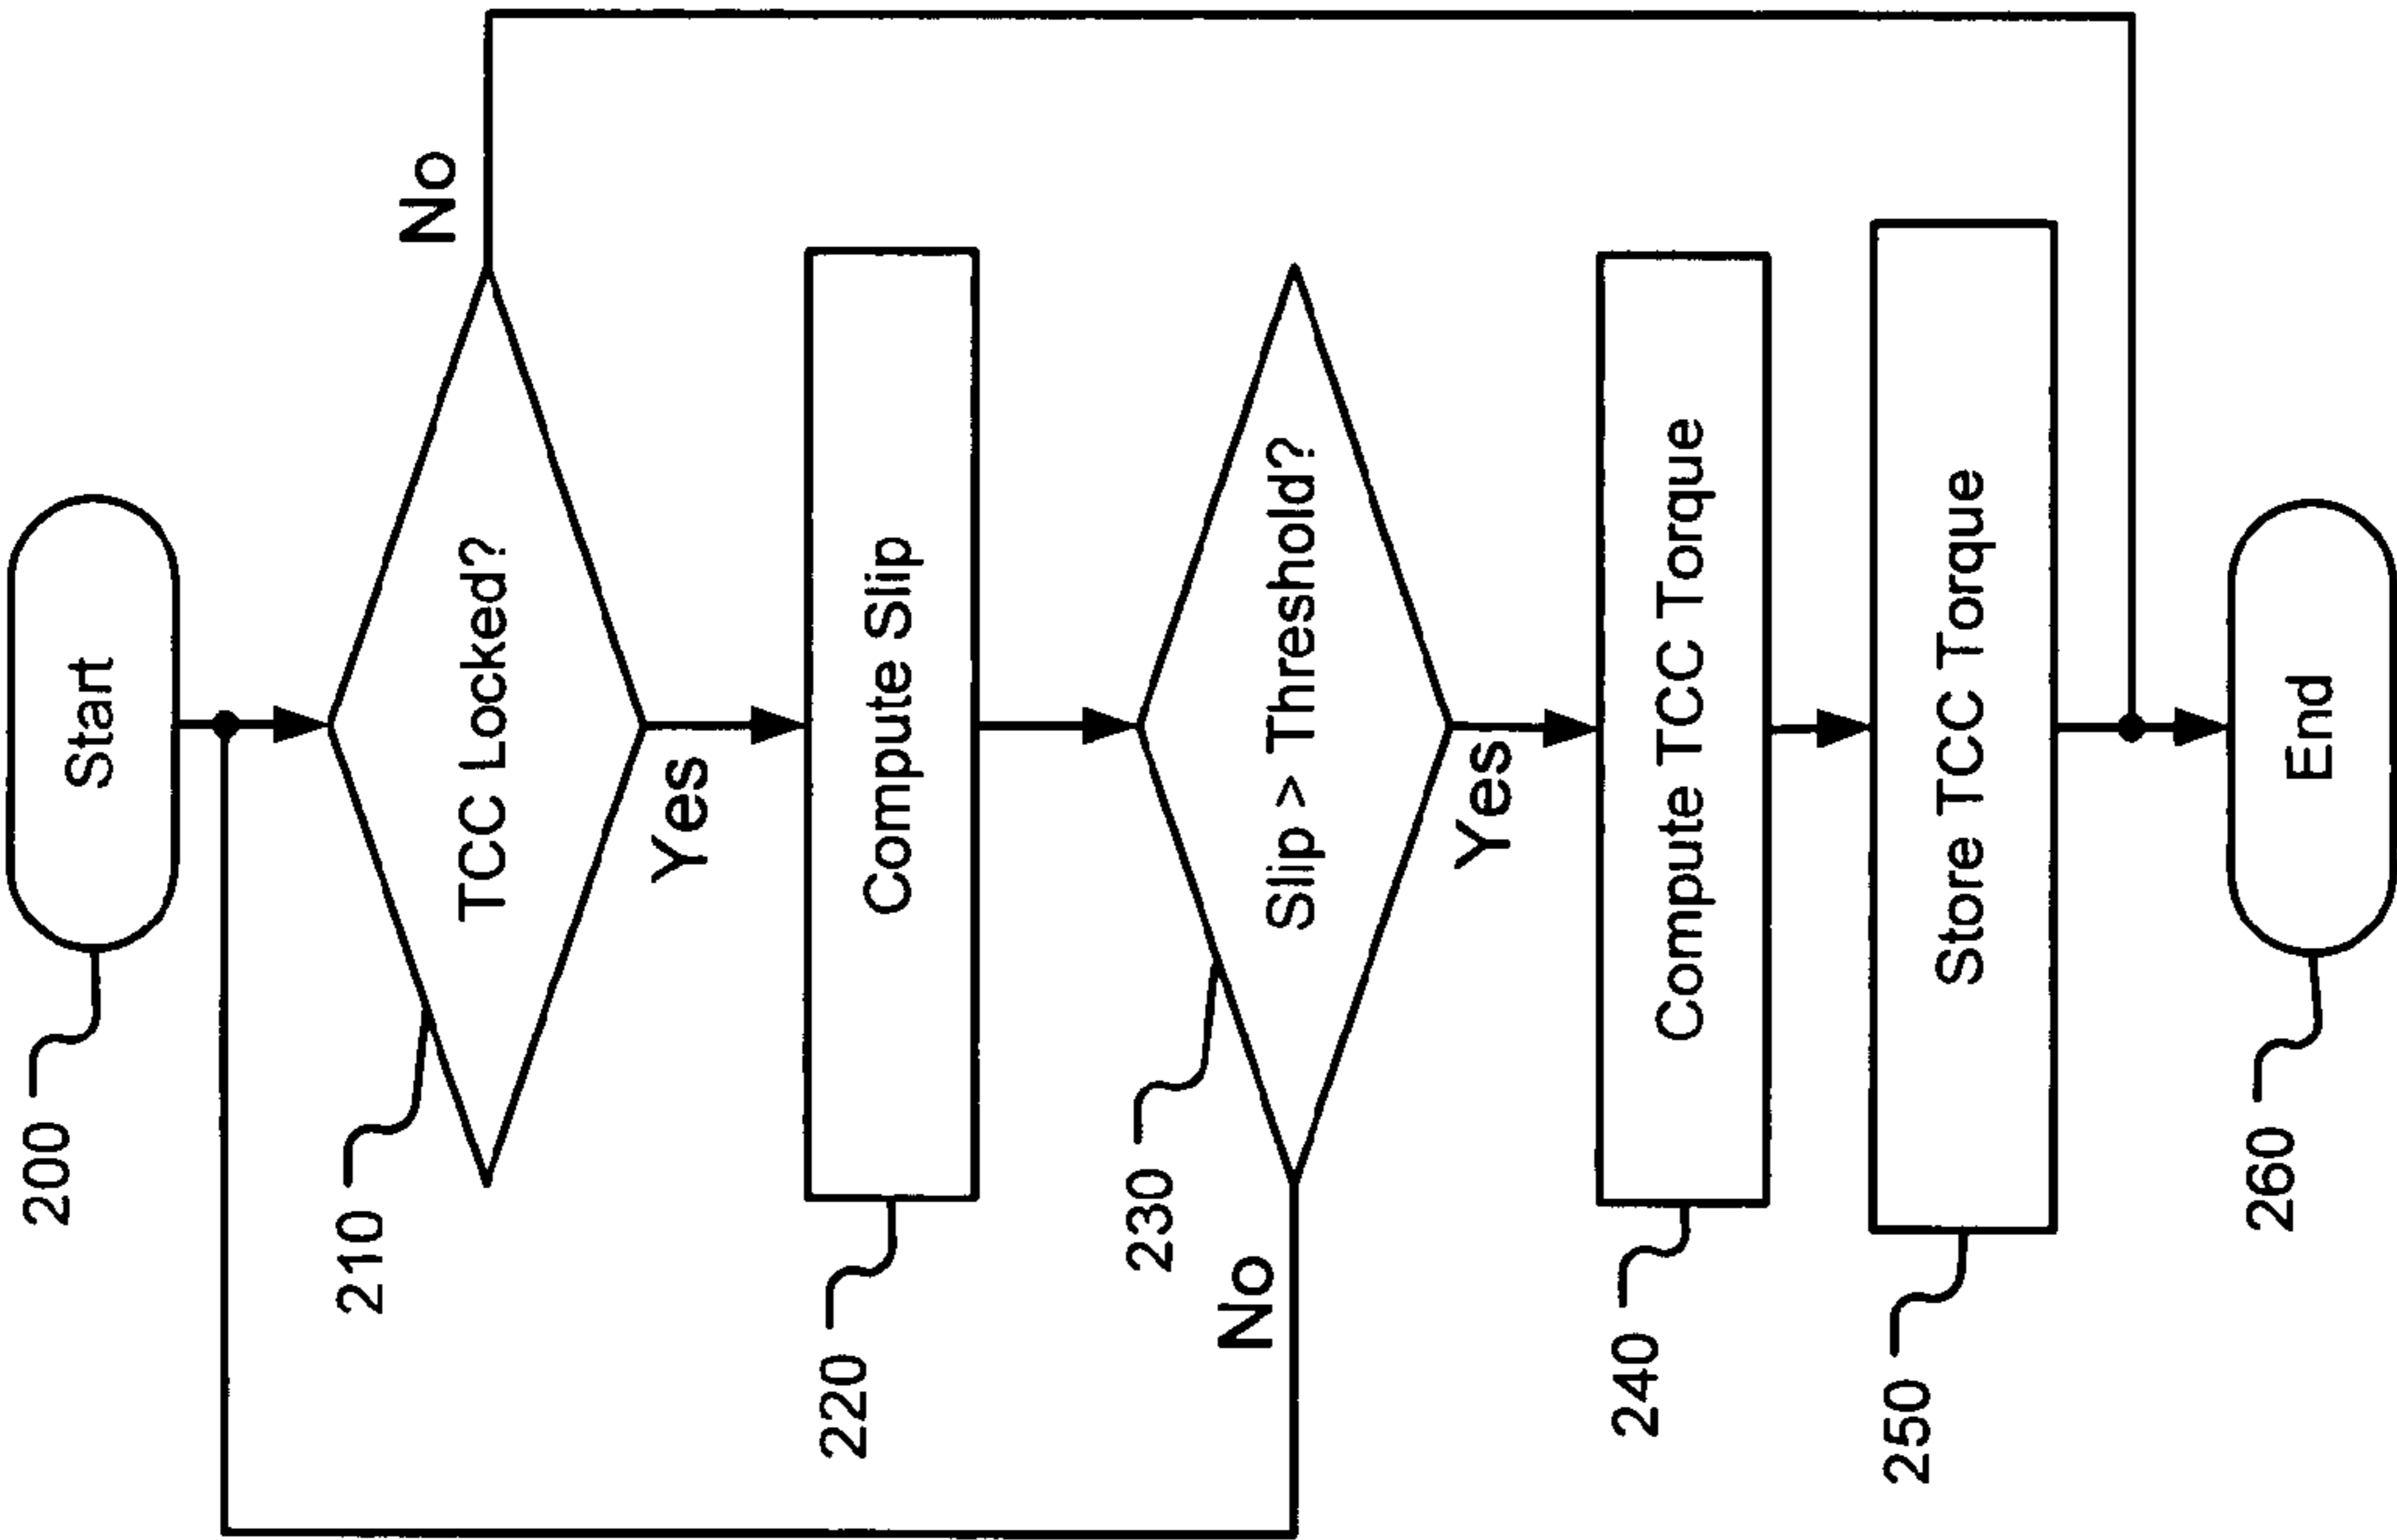 200
Start
210
TCC Locked?
No
Yes
220
Compute Slip
230
Slip > Threshold?
No
Yes
240
Compute TCC Torque
250
Store TCC Torque
260
End